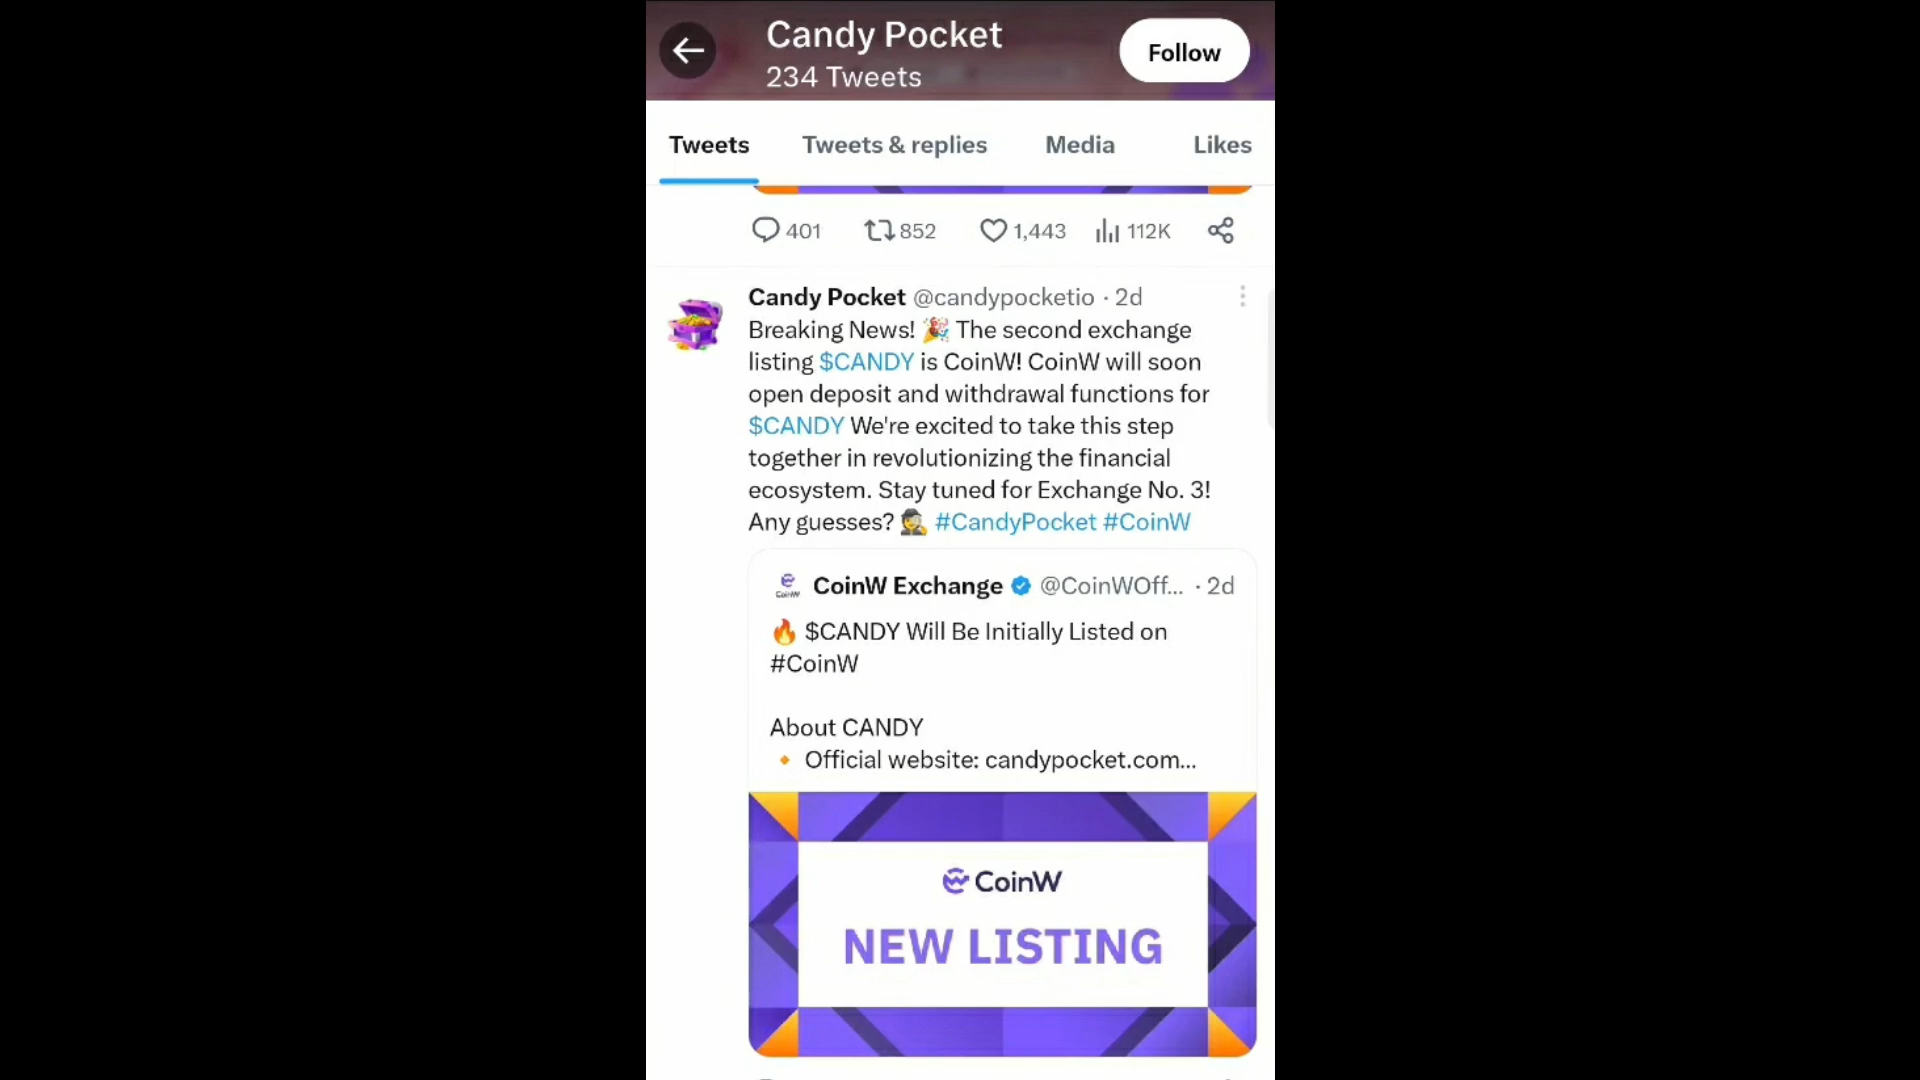 Candy Pocket
234 Tweets
Follow
Tweets
Tweets & replies
Media
Likes
401
852
1,443
112K
Candy Pocket @candypocketio · 2d
Breaking News! 🎉 The second exchange
listing $CANDY is CoinW! CoinW will soon
open deposit and withdrawal functions for
$CANDY We're excited to take this step
together in revolutionizing the financial
ecosystem. Stay tuned for Exchange No. 3!
Any guesses? 🕵️ #CandyPocket #CoinW
CoinW
CoinW Exchange @CoinWOff... · 2d
🔥 $CANDY Will Be Initially Listed on
#CoinW
About CANDY
🔸 Official website: candypocket.com...
CoinW
NEW LISTING